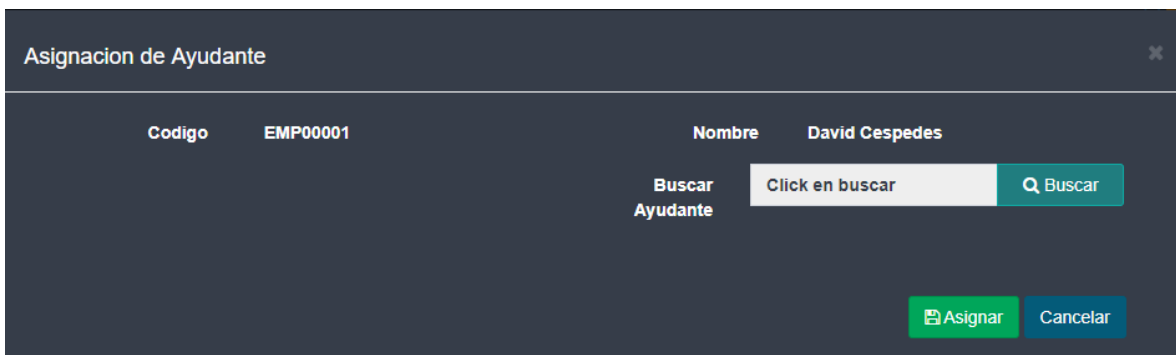 Asignacion de Ayudante
Codigo EMP00001 Nombre David Cespedes
Buscar Ayudante Click en buscar Buscar
Asignar Cancelar